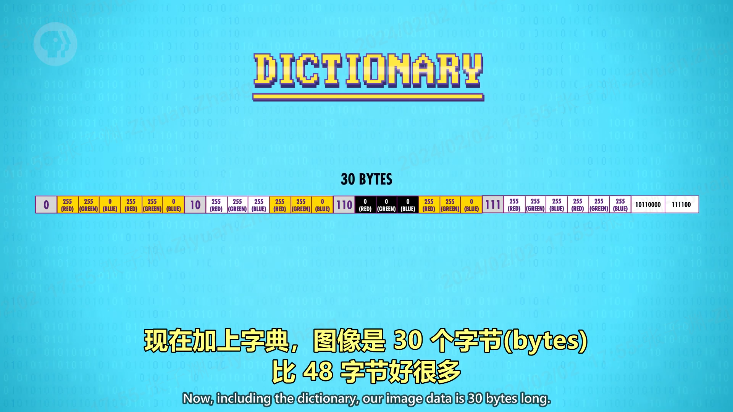 DICTIONARY
30 BYTES
0 255 (RED) 255 (GREEN) 0 (BLUE) 255 (RED) 255 (GREEN) 0 (BLUE) 10 255 (RED) 255 (GREEN) 255 (BLUE) 255 (RED) 255 (GREEN) 0 (BLUE) 110 0 (RED) 0 (GREEN) 0 (BLUE) 255 (RED) 255 (GREEN) 0 (BLUE) 111 255 (RED) 255 (GREEN) 255 (BLUE) 255 (RED) 255 (GREEN) 255 (BLUE) 10110000 111100
现在加上字典，图像是 30 个字节(bytes)
比 48 字节好很多
Now, including the dictionary, our image data is 30 bytes long.